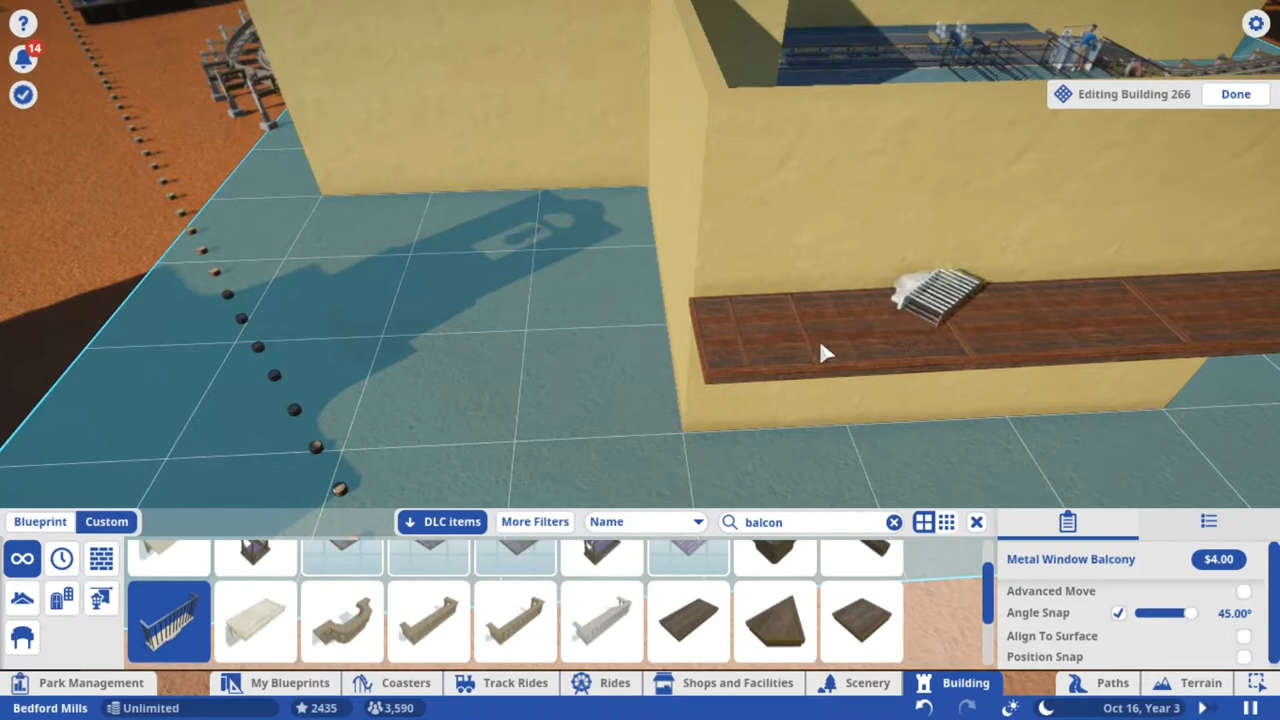 ?
14
Editing Building 266 Done
Blueprint Custom
DLC items More Filters Name balcon
Metal Window Balcony $4.00
Advanced Move
Angle Snap 45.00°
Align To Surface
Position Snap
Park Management My Blueprints Coasters Track Rides Rides Shops and Facilities Scenery Building Paths Terrain
Bedford Mills Unlimited 2435 3,590 Oct 16, Year 3